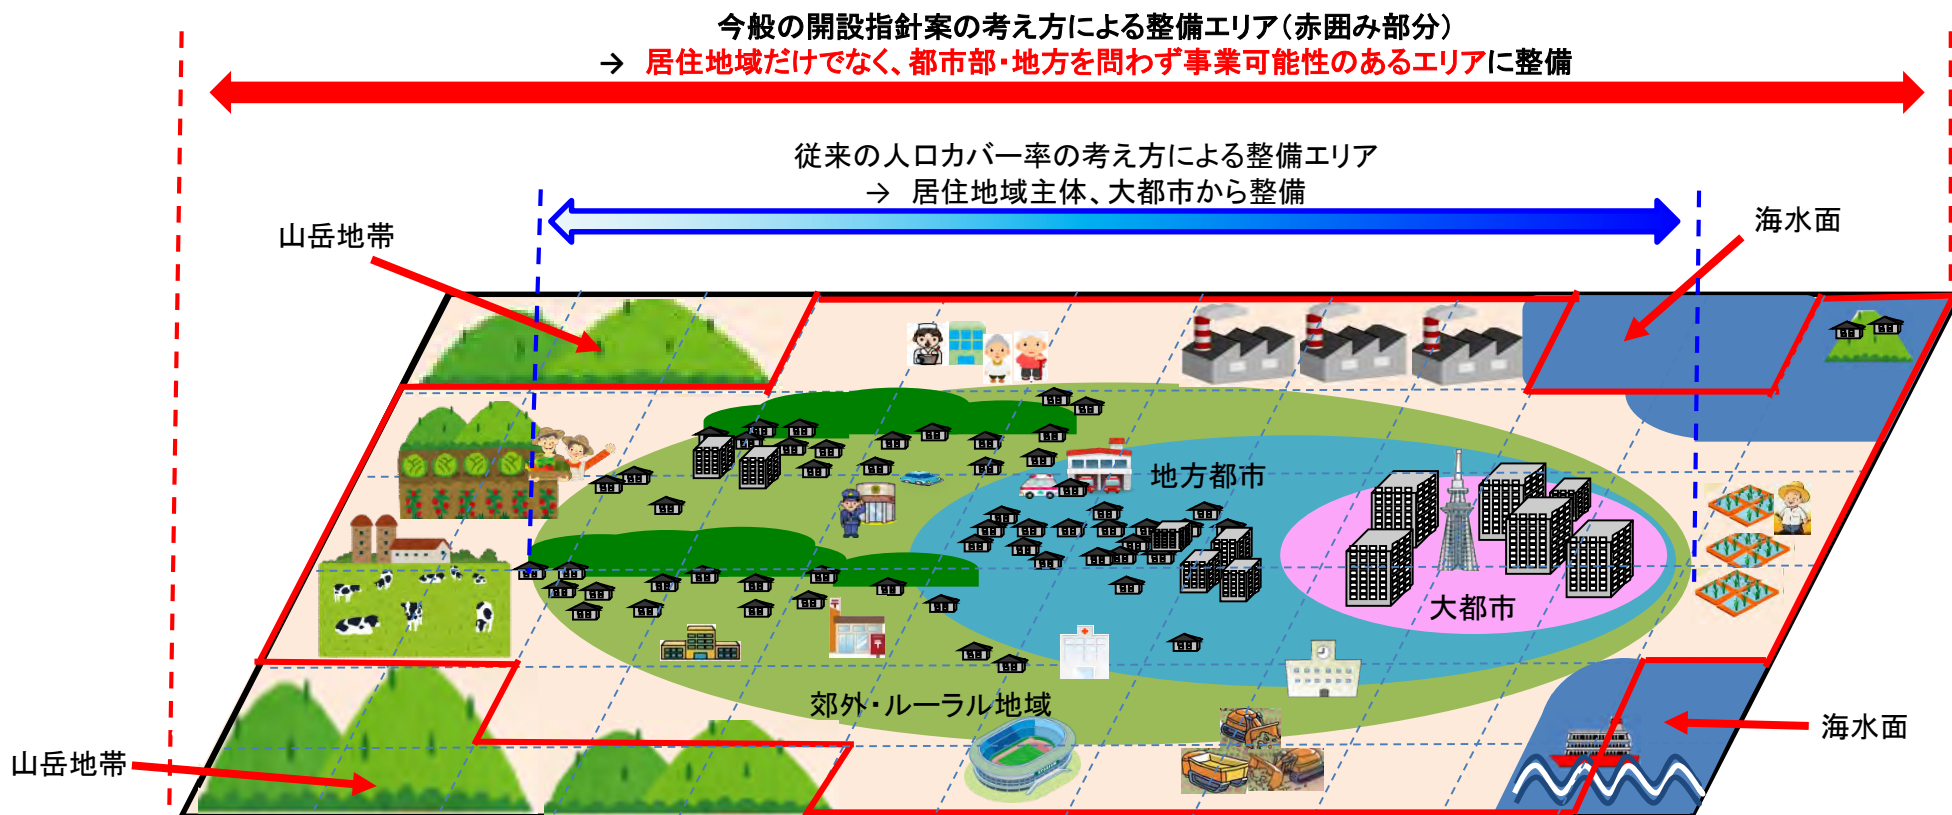 今般の開設指針案の考え方による整備エリア(赤囲み部分)
→ 居住地域だけでなく、都市部・地方を問わず事業可能性のあるエリアに整備
従来の人口カバー率の考え方による整備エリア
→ 居住地域主体、大都市から整備
山岳地帯
海水面
地方都市
大都市
郊外・ルーラル地域
山岳地帯
海水面